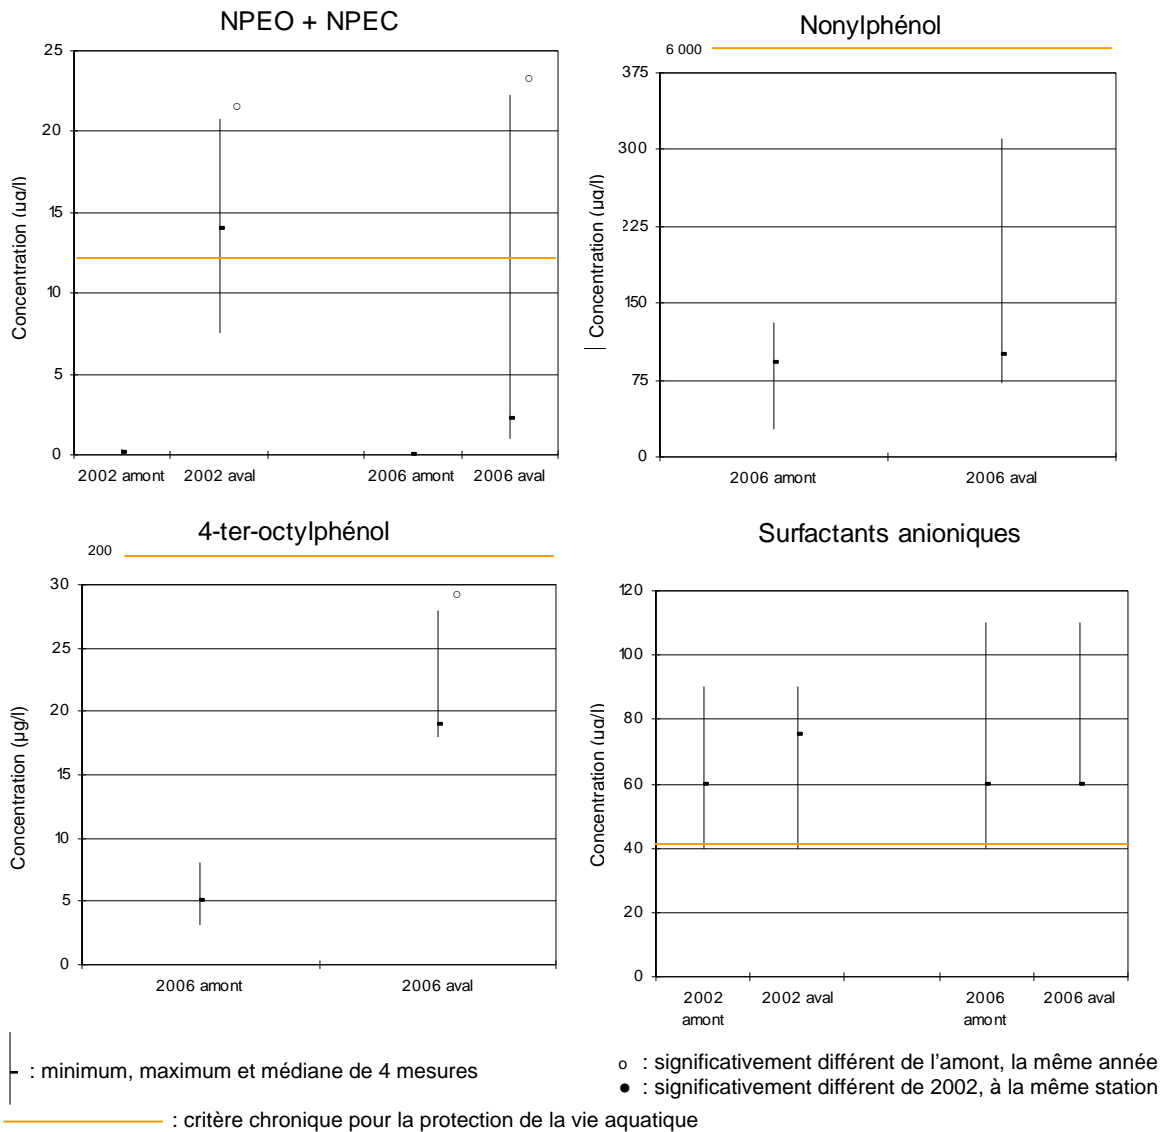 NPEO + NPEC
25
20
15
10
5
0
Concentration (µg/l)
2002 amont 2002 aval 2006 amont 2006 aval
Nonylphénol
6 000
375
300
225
150
75
0
Concentration (µg/l)
2006 amont 2006 aval
4-ter-octylphénol
200
30
25
20
15
10
5
0
Concentration (µg/l)
2006 amont 2006 aval
Surfactants anioniques
120
100
80
60
40
20
0
Concentration (µg/l)
2002 amont 2002 aval 2006 amont 2006 aval
: minimum, maximum et médiane de 4 mesures
o : significativement différent de l'amont, la même année
● : significativement différent de 2002, à la même station
: critère chronique pour la protection de la vie aquatique